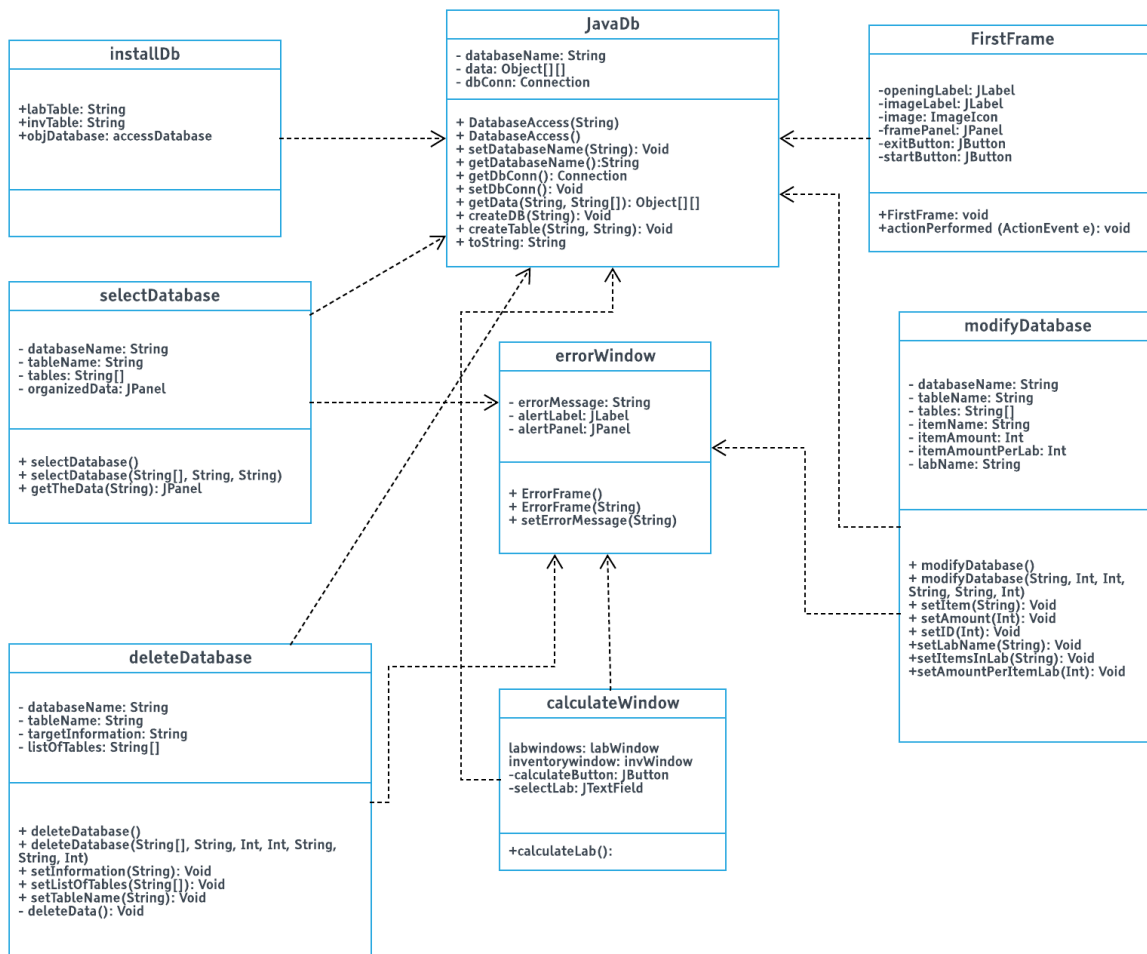 installDb
+labTable: String
+invTable: String
+objDatabase: accessDatabase
JavaDb
- databaseName: String
- data: Object[][]
- dbConn: Connection
+ DatabaseAccess(String)
+ DatabaseAccess()
+ setDatabaseName(String): Void
+ getDatabaseName():String
+ getDbConn(): Connection
+ setDbConn(): Void
+ getData(String, String[]): Object[][]
+ createDB(String): Void
+ createTable(String, String): Void
+ toString: String
FirstFrame
-openingLabel: JLabel
-imageLabel: JLabel
-image: ImageIcon
-framePanel: JPanel
-exitButton: JButton
-startButton: JButton
+FirstFrame: void
+actionPerformed (ActionEvent e): void
selectDatabase
- databaseName: String
- tableName: String
- tables: String[]
- organizedData: JPanel
+ selectDatabase()
+ selectDatabase(String[], String, String)
+ getTheData(String): JPanel
errorWindow
- errorMessage: String
- alertLabel: JLabel
- alertPanel: JPanel
+ ErrorFrame()
+ ErrorFrame(String)
+ setErrorMessage(String)
modifyDatabase
- databaseName: String
- tableName: String
- tables: String[]
- itemName: String
- itemAmount: Int
- itemAmountPerLab: Int
- labName: String
+ modifyDatabase()
+ modifyDatabase(String, Int, Int,
String, String, Int)
+ setItem(String): Void
+ setAmount(Int): Void
+ setID(Int): Void
+setLabName(String): Void
+setItemsInLab(String): Void
+setAmountPerItemLab(Int): Void
deleteDatabase
- databaseName: String
- tableName: String
- targetInformation: String
- listOfTables: String[]
+ deleteDatabase()
+ deleteDatabase(String[], String, Int, Int, String,
String, Int)
+ setInformation(String): Void
+ setListOfTables(String[]): Void
+ setTableName(String): Void
- deleteData(): Void
calculateWindow
labwindows: labWindow
inventorywindow: invWindow
-calculateButton: JButton
-selectLab: JTextField
+calculateLab():